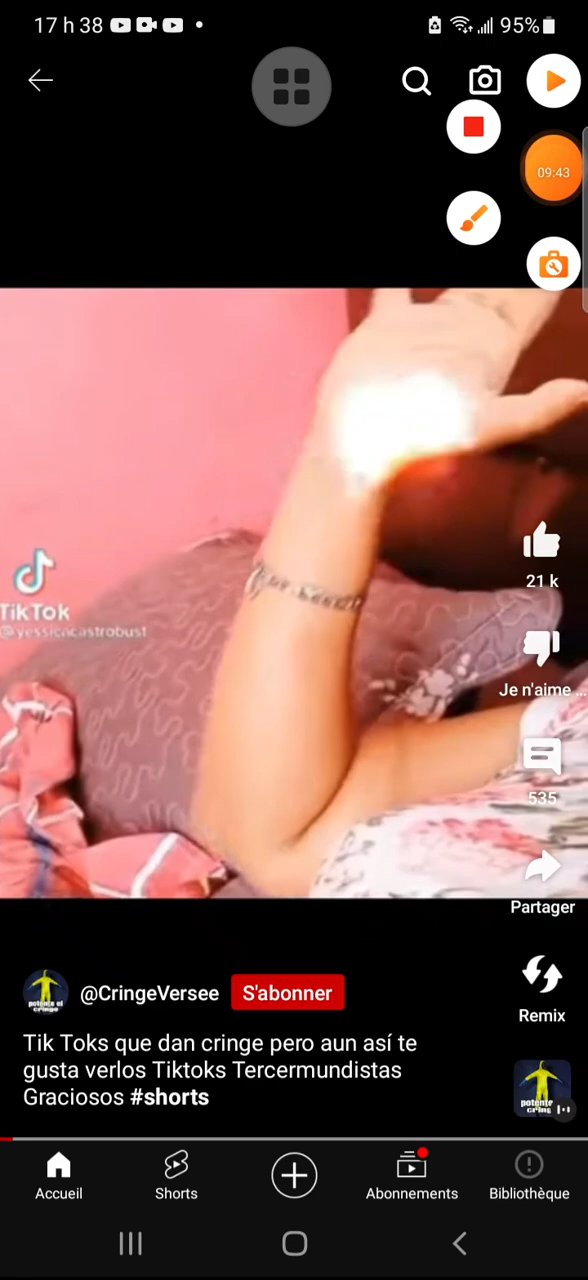 17 h 38
95%
09:43
TikTok
@yessicacastrobust
21 k
Je n'aime ...
535
Partager
@CringeVersee
S'abonner
Remix
Tik Toks que dan cringe pero aun así te
gusta verlos Tiktoks Tercermundistas
Graciosos #shorts
Accueil
Shorts
Abonnements
Bibliothèque